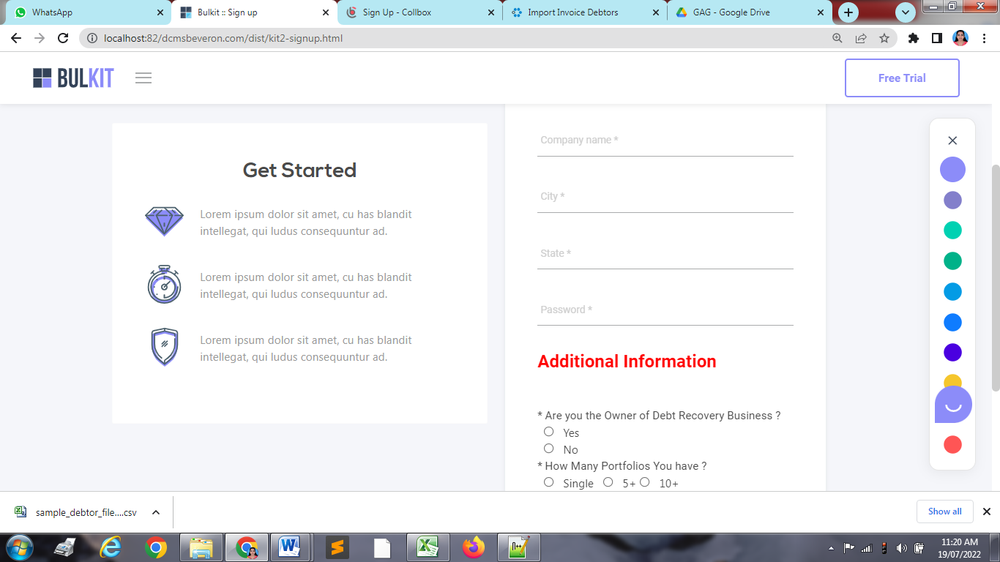 WhatsApp
Bulkit :: Sign up
Sign Up - Collbox
Import Invoice Debtors
GAG - Google Drive
localhost:82/dcmsbeveron.com/dist/kit2-signup.html
BULKIT
Free Trial
Get Started
Lorem ipsum dolor sit amet, cu has blandit
intellegat, qui ludus consequuntur ad.
Lorem ipsum dolor sit amet, cu has blandit
intellegat, qui ludus consequuntur ad.
Lorem ipsum dolor sit amet, cu has blandit
intellegat, qui ludus consequuntur ad.
Company name *
City *
State *
Password *
Additional Information
* Are you the Owner of Debt Recovery Business ?
Yes
No
* How Many Portfolios You have ?
Single 5+ 10+
sample_debtor_file....csv
Show all
11:20 AM
19/07/2022